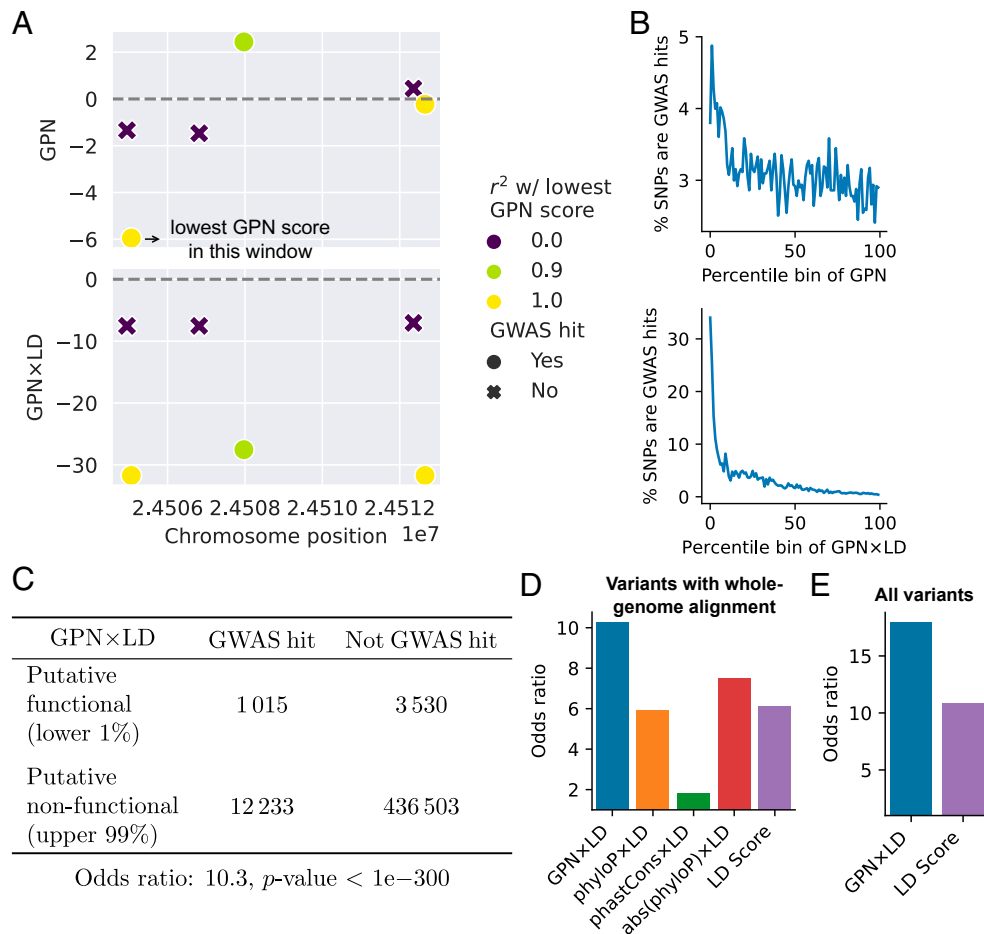 A
2
0
−2
−4
−6
GPN
lowest GPN score
in this window
0
−10
−20
−30
GPN×LD
2.4506 2.4508 2.4510 2.4512
Chromosome position 1e7
r² w/ lowest
GPN score
0.0
0.9
1.0
GWAS hit
Yes
No
B
% SNPs are GWAS hits
5
4
3
0 50 100
Percentile bin of GPN
% SNPs are GWAS hits
30
20
10
0
0 50 100
Percentile bin of GPN×LD
C
GPN×LD GWAS hit Not GWAS hit
Putative
functional
(lower 1%)
1 015 3 530
Putative
non-functional
(upper 99%)
12 233 436 503
Odds ratio: 10.3, p-value < 1e−300
D
Variants with whole-
genome alignment
Odds ratio
10
8
6
4
2
GPN×LD
phyloP×LD
phastCons×LD
abs(phyloP)×LD
LD Score
E
All variants
Odds ratio
15
10
5
GPN×LD
LD Score